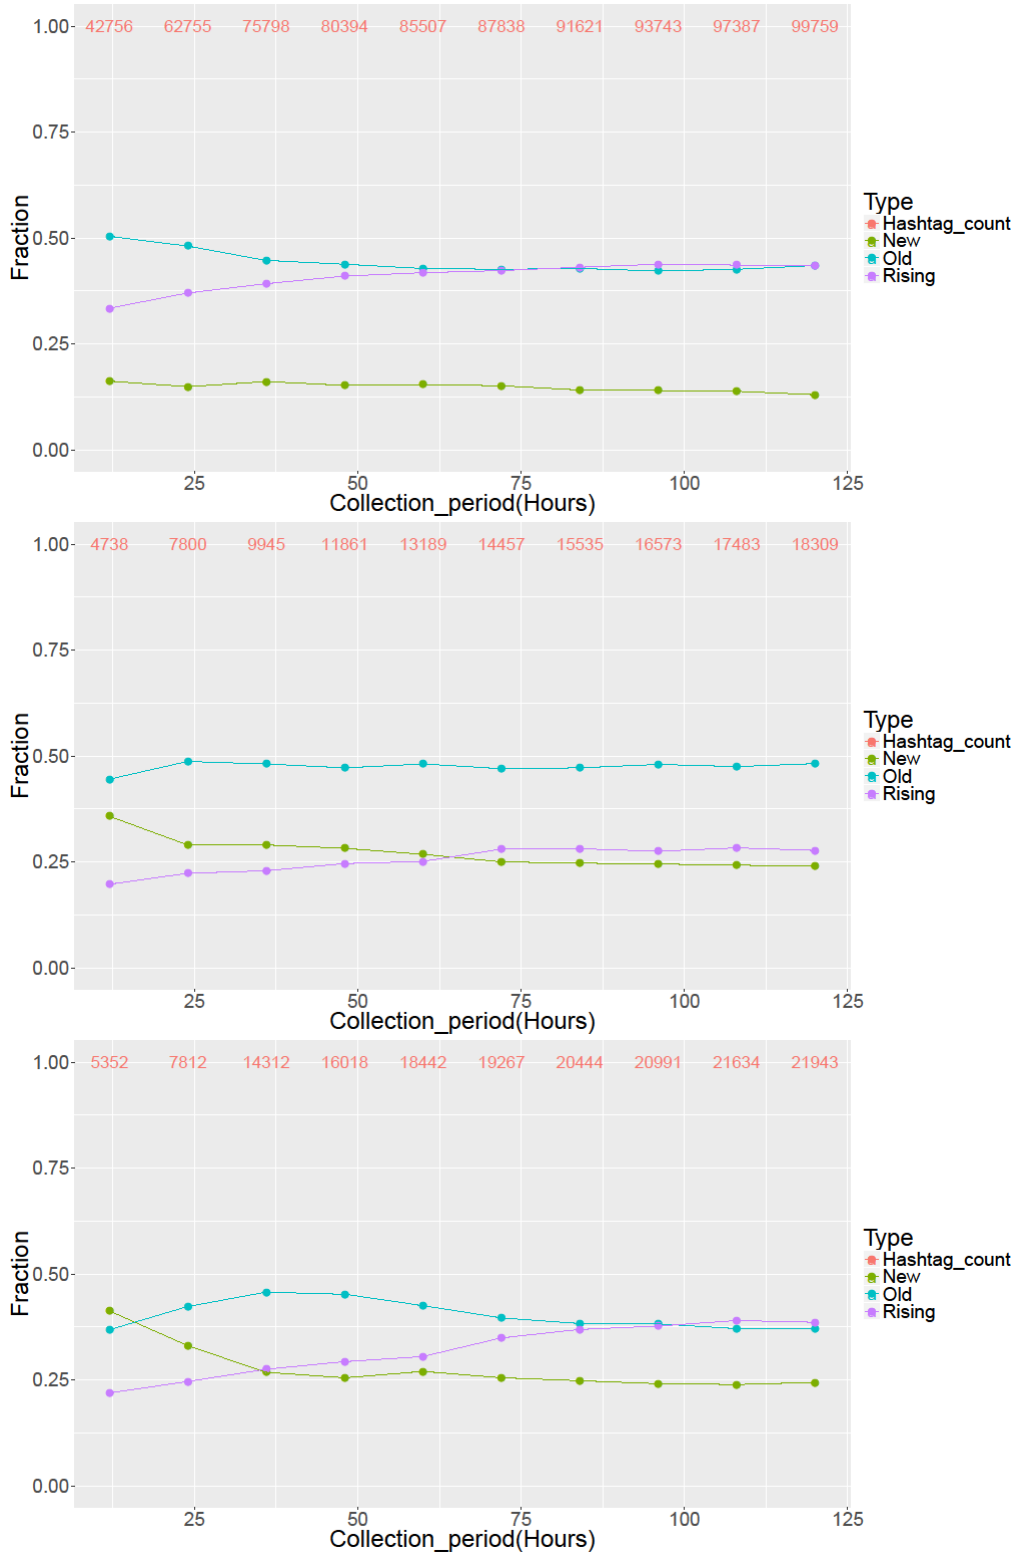 1.00 42756 62755 75798 80394 85507 87838 91621 93743 97387 99759
0.75
0.50
0.25
0.00
25 50 75 100 125
Collection_period(Hours)
Fraction
Type
Hashtag_count
New
Old
Rising
1.00 4738 7800 9945 11861 13189 14457 15535 16573 17483 18309
0.75
0.50
0.25
0.00
25 50 75 100 125
Collection_period(Hours)
Fraction
Type
Hashtag_count
New
Old
Rising
1.00 5352 7812 14312 16018 18442 19267 20444 20991 21634 21943
0.75
0.50
0.25
0.00
25 50 75 100 125
Collection_period(Hours)
Fraction
Type
Hashtag_count
New
Old
Rising